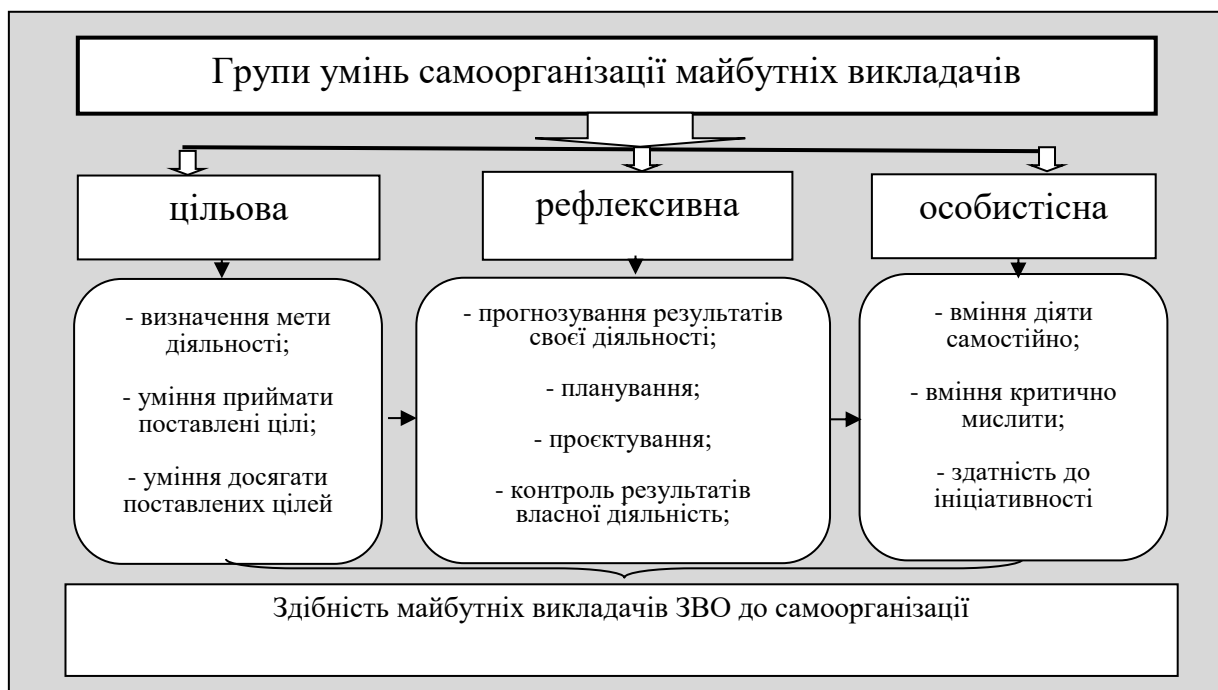 Групи умінь самоорганізації майбутніх викладачів
цільова
рефлексивна
особистісна
- визначення мети
діяльності;
- уміння приймати
поставлені цілі;
- уміння досягати
поставлених цілей
- прогнозування результатів
своєї діяльності;
- планування;
- проєктування;
- контроль результатів
власної діяльність;
- вміння діяти
самостійно;
- вміння критично
мислити;
- здатність до
ініціативності
Здібність майбутніх викладачів ЗВО до самоорганізації